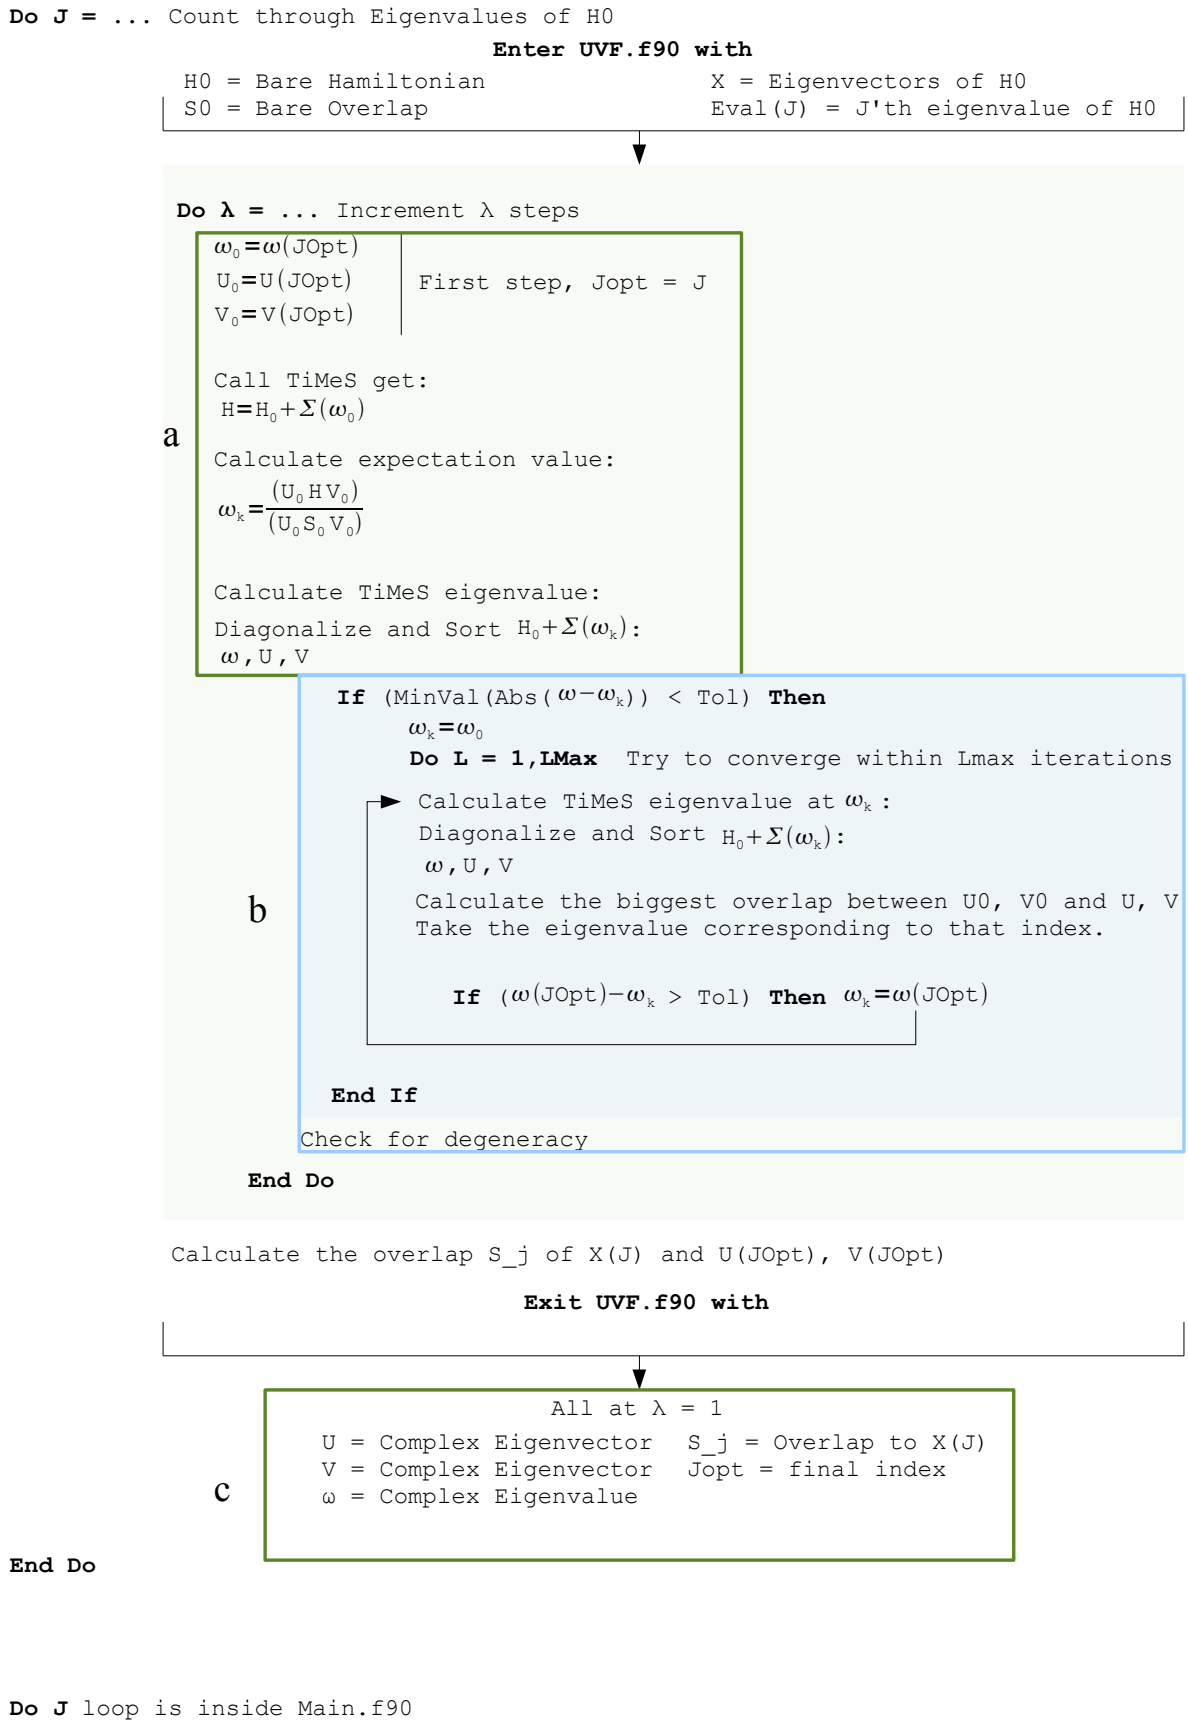 Do J = ... Count through Eigenvalues of H0
Enter UVF.f90 with
H0 = Bare Hamiltonian X = Eigenvectors of H0
S0 = Bare Overlap Eval(J) = J'th eigenvalue of H0
Do λ = ... Increment λ steps
ω₀=ω(JOpt)
U₀=U(JOpt) First step, Jopt = J
V₀=V(JOpt)
Call TiMeS get:
H=H₀+Σ(ω₀)
a
Calculate expectation value:
ωₖ=(U₀HV₀)/(U₀S₀V₀)
Calculate TiMeS eigenvalue:
Diagonalize and Sort H₀+Σ(ωₖ):
ω,U,V
If (MinVal(Abs(ω−ωₖ)) < Tol) Then
ωₖ=ω₀
Do L = 1,LMax Try to converge within Lmax iterations
Calculate TiMeS eigenvalue at ωₖ:
Diagonalize and Sort H₀+Σ(ωₖ):
ω,U,V
b
Calculate the biggest overlap between U0, V0 and U, V
Take the eigenvalue corresponding to that index.
If (ω(JOpt)−ωₖ > Tol) Then ωₖ=ω(JOpt)
End If
Check for degeneracy
End Do
Calculate the overlap S_j of X(J) and U(JOpt), V(JOpt)
Exit UVF.f90 with
All at λ = 1
U = Complex Eigenvector S_j = Overlap to X(J)
V = Complex Eigenvector Jopt = final index
c
ω = Complex Eigenvalue
End Do
Do J loop is inside Main.f90